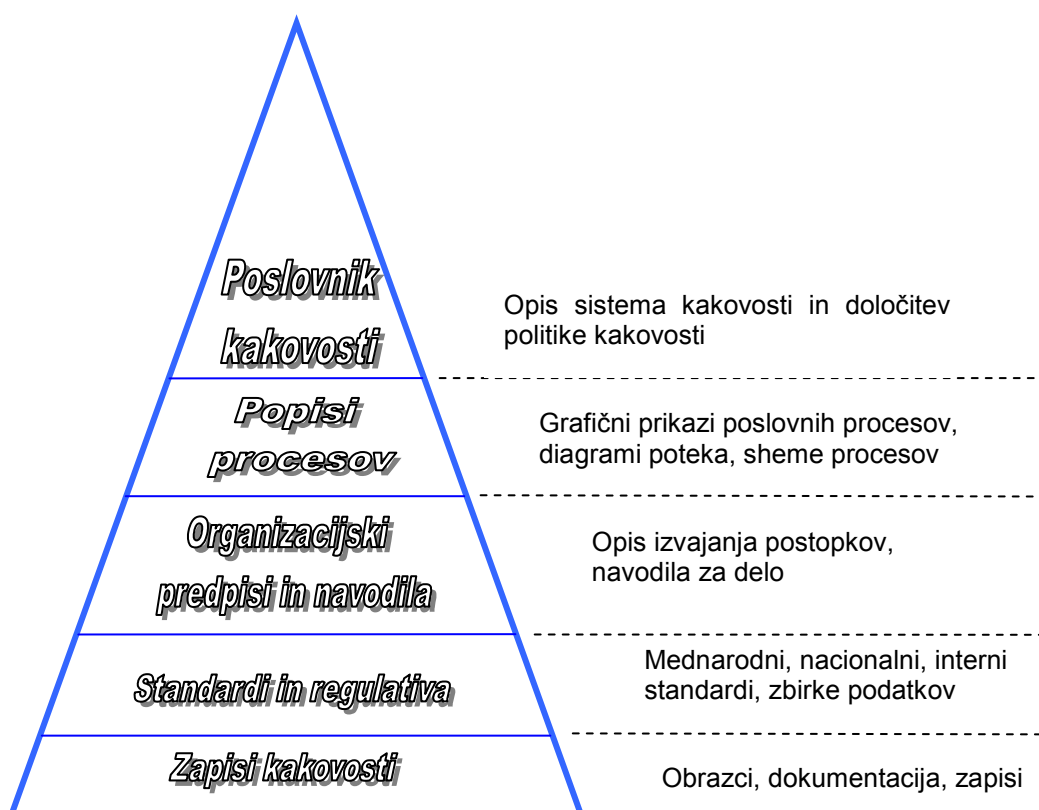 Poslovnik
kakovosti
Opis sistema kakovosti in določitev
politike kakovosti
Popisi
procesov
Grafični prikazi poslovnih procesov,
diagrami poteka, sheme procesov
Organizacijski
predpisi in navodila
Opis izvajanja postopkov,
navodila za delo
Standardi in regulativa
Mednarodni, nacionalni, interni
standardi, zbirke podatkov
Zapisi kakovosti
Obrazci, dokumentacija, zapisi